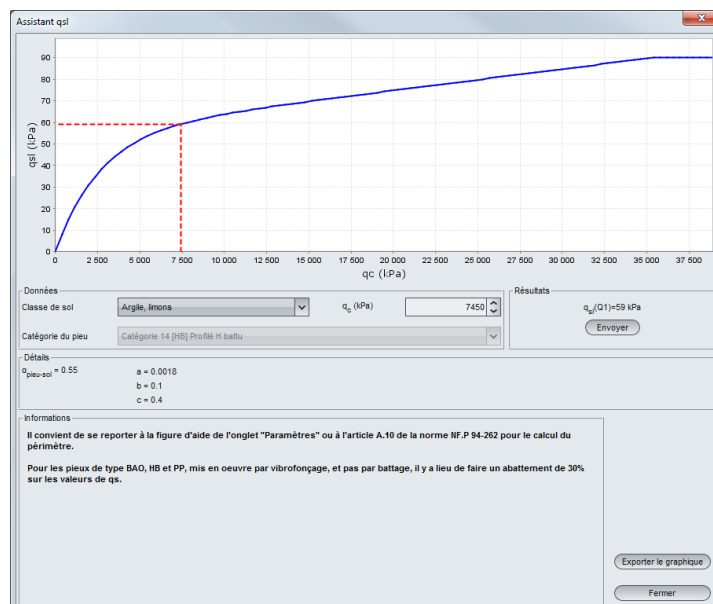 Assistant qsl
90
80
70
60
50
40
30
20
10
0
qsl (kPa)
0 2 500 5 000 7 500 10 000 12 500 15 000 17 500 20 000 22 500 25 000 27 500 30 000 32 500 35 000 37 500
qc (kPa)
Données
Classe de sol Argile, limons qc (kPa) 7450
Catégorie du pieu Catégorie 14 [HB] Profilé H battu
Résultats
qsl(Q1)=59 kPa
Envoyer
Détails
αpieu-sol = 0.55 a = 0.0018
b = 0.1
c = 0.4
Informations
Il convient de se reporter à la figure d'aide de l'onglet "Paramètres" ou à l'article A.10 de la norme NF.P 94-262 pour le calcul du
périmètre.
Pour les pieux de type BAO, HB et PP, mis en oeuvre par vibrofonçage, et pas par battage, il y a lieu de faire un abattement de 30%
sur les valeurs de qs.
Exporter le graphique
Fermer